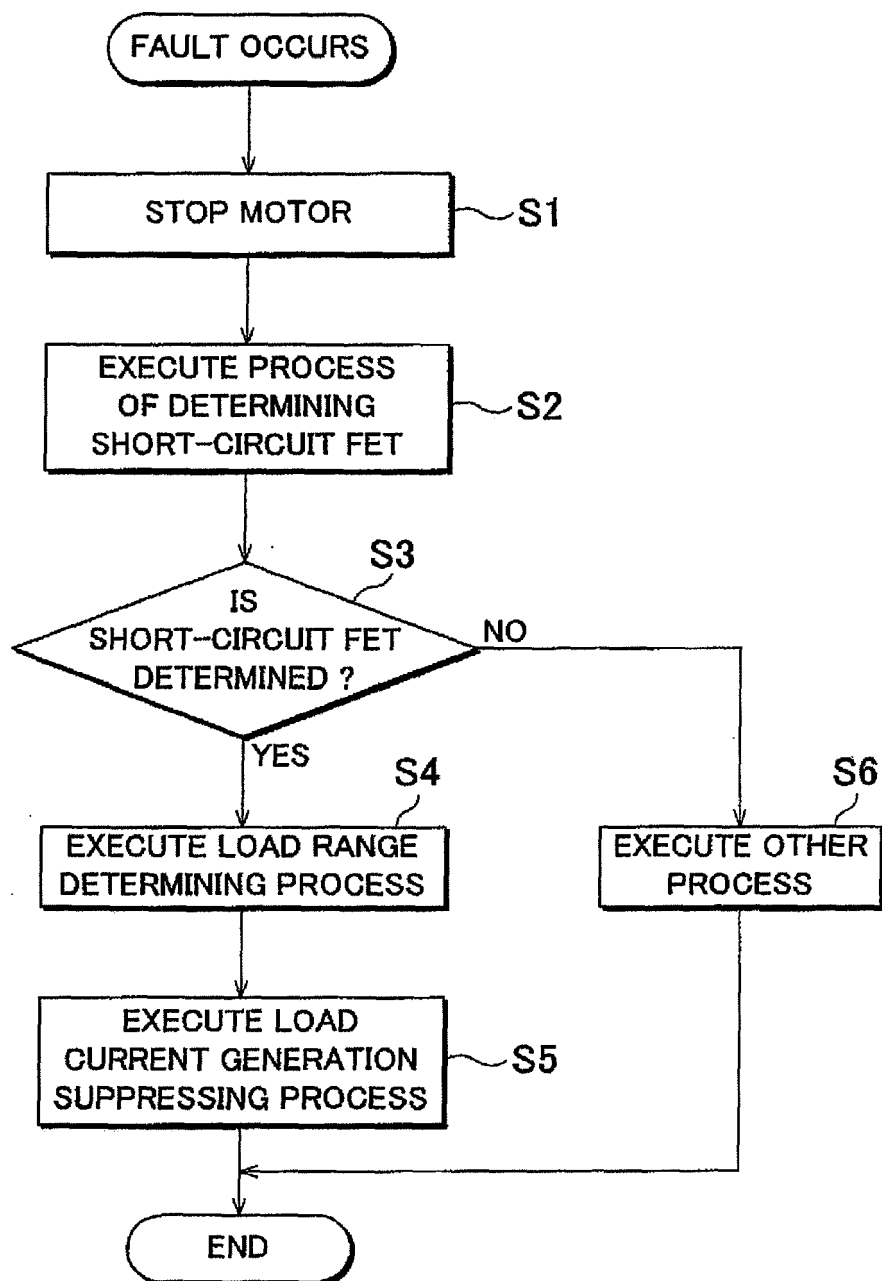 FAULT OCCURS
STOP MOTOR
S1
EXECUTE PROCESS
OF DETERMINING
SHORT-CIRCUIT FET
S2
S3
IS
SHORT-CIRCUIT FET
DETERMINED ?
NO
YES
S4
EXECUTE LOAD RANGE
DETERMINING PROCESS
S6
EXECUTE OTHER
PROCESS
EXECUTE LOAD
CURRENT GENERATION
SUPPRESSING PROCESS
S5
END